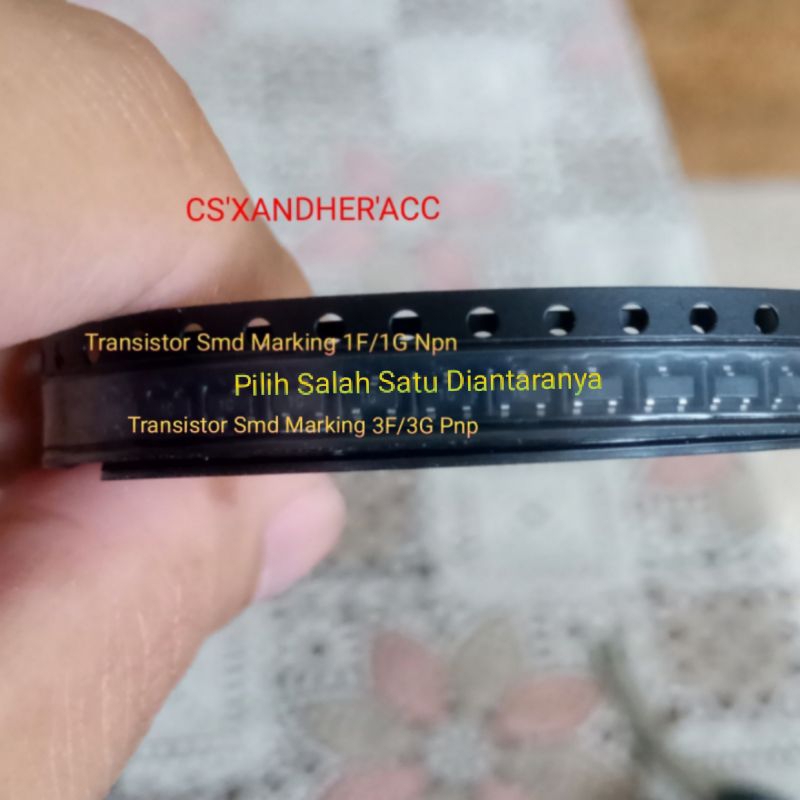 CS'XANDHER'ACC
Transistor Smd Marking 1F/1G Npn
Pilih Salah Satu Diantaranya
Transistor Smd Marking 3F/3G Pnp